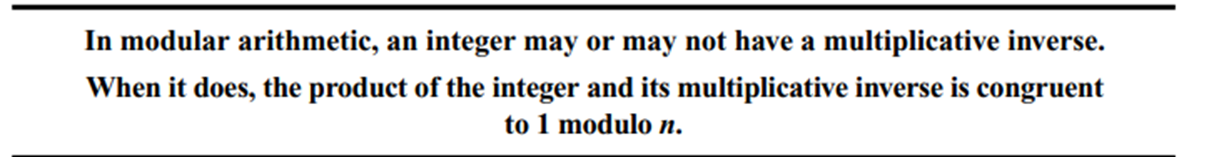 In modular arithmetic, an integer may or may not have a multiplicative inverse.
When it does, the product of the integer and its multiplicative inverse is congruent
to 1 modulo n.